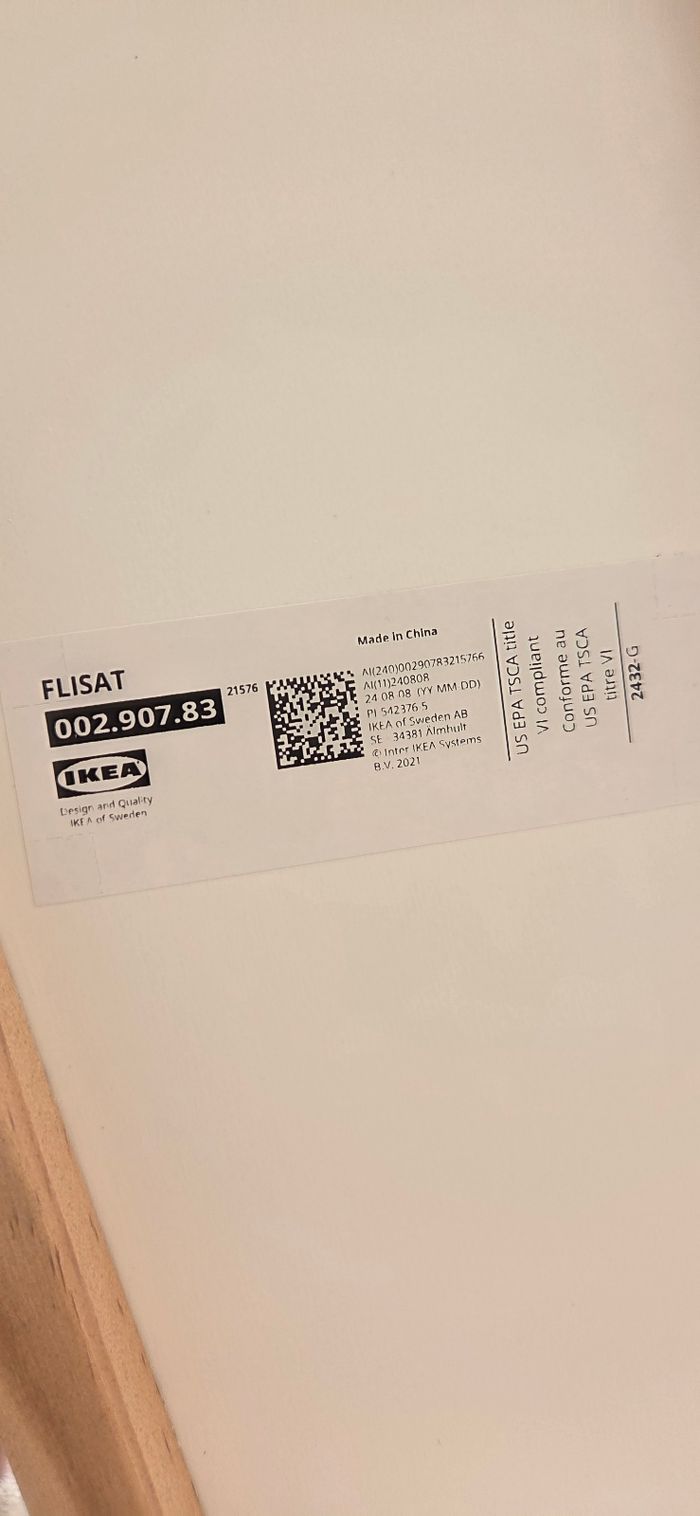 Made in China
FLISAT
002.907.83
21576
IKEA
Design and Quality
IKEA of Sweden
AI(240)00290783215766
AI(11)240808
24 08 08 (YY MM DD)
PI 542376 5
IKEA of Sweden AB
SE 34381 Älmhult
© Inter IKEA Systems
B.V. 2021
US EPA TSCA title
VI compliant
Conforme au
US EPA TSCA
titre VI
2432-G